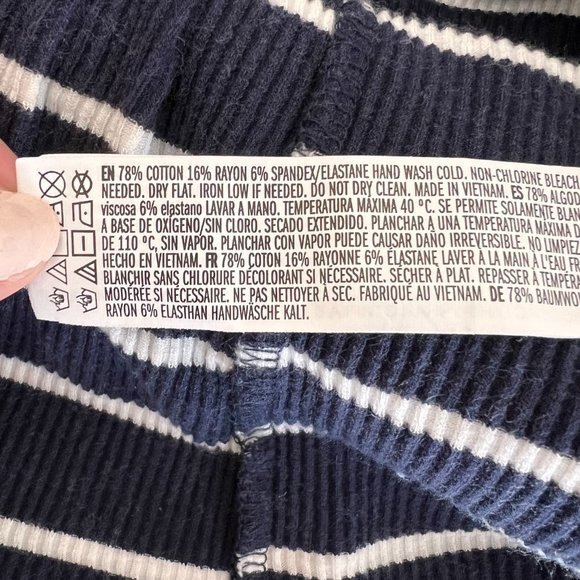 EN 78% COTTON 16% RAYON 6% SPANDEX/ELASTANE HAND WASH COLD. NON-CHLORINE BLEACH
NEEDED. DRY FLAT. IRON LOW IF NEEDED. DO NOT DRY CLEAN. MADE IN VIETNAM. ES 78% ALGOD
viscosa 6% elastano LAVAR A MANO. TEMPERATURA MÁXIMA 40 °C. SE PERMITE SOLAMENTE BLAN
A BASE DE OXÍGENO/SIN CLORO. SECADO EXTENDIDO. PLANCHAR A UNA TEMPERATURA MÁXIMA D
DE 110 °C, SIN VAPOR. PLANCHAR CON VAPOR PUEDE CAUSAR DAÑO IRREVERSIBLE. NO LIMPIEZ
HECHO EN VIETNAM. FR 78% COTON 16% RAYONNE 6% ÉLASTANE LAVER À LA MAIN À L'EAU FR
BLANCHIR SANS CHLORURE DÉCOLORANT SI NÉCESSAIRE. SÉCHER À PLAT. REPASSER À TEMPÉR
MODÉRÉE SI NÉCESSAIRE. NE PAS NETTOYER À SEC. FABRIQUÉ AU VIETNAM. DE 78% BAUMWO
RAYON 6% ELASTHAN HANDWÄSCHE KALT.